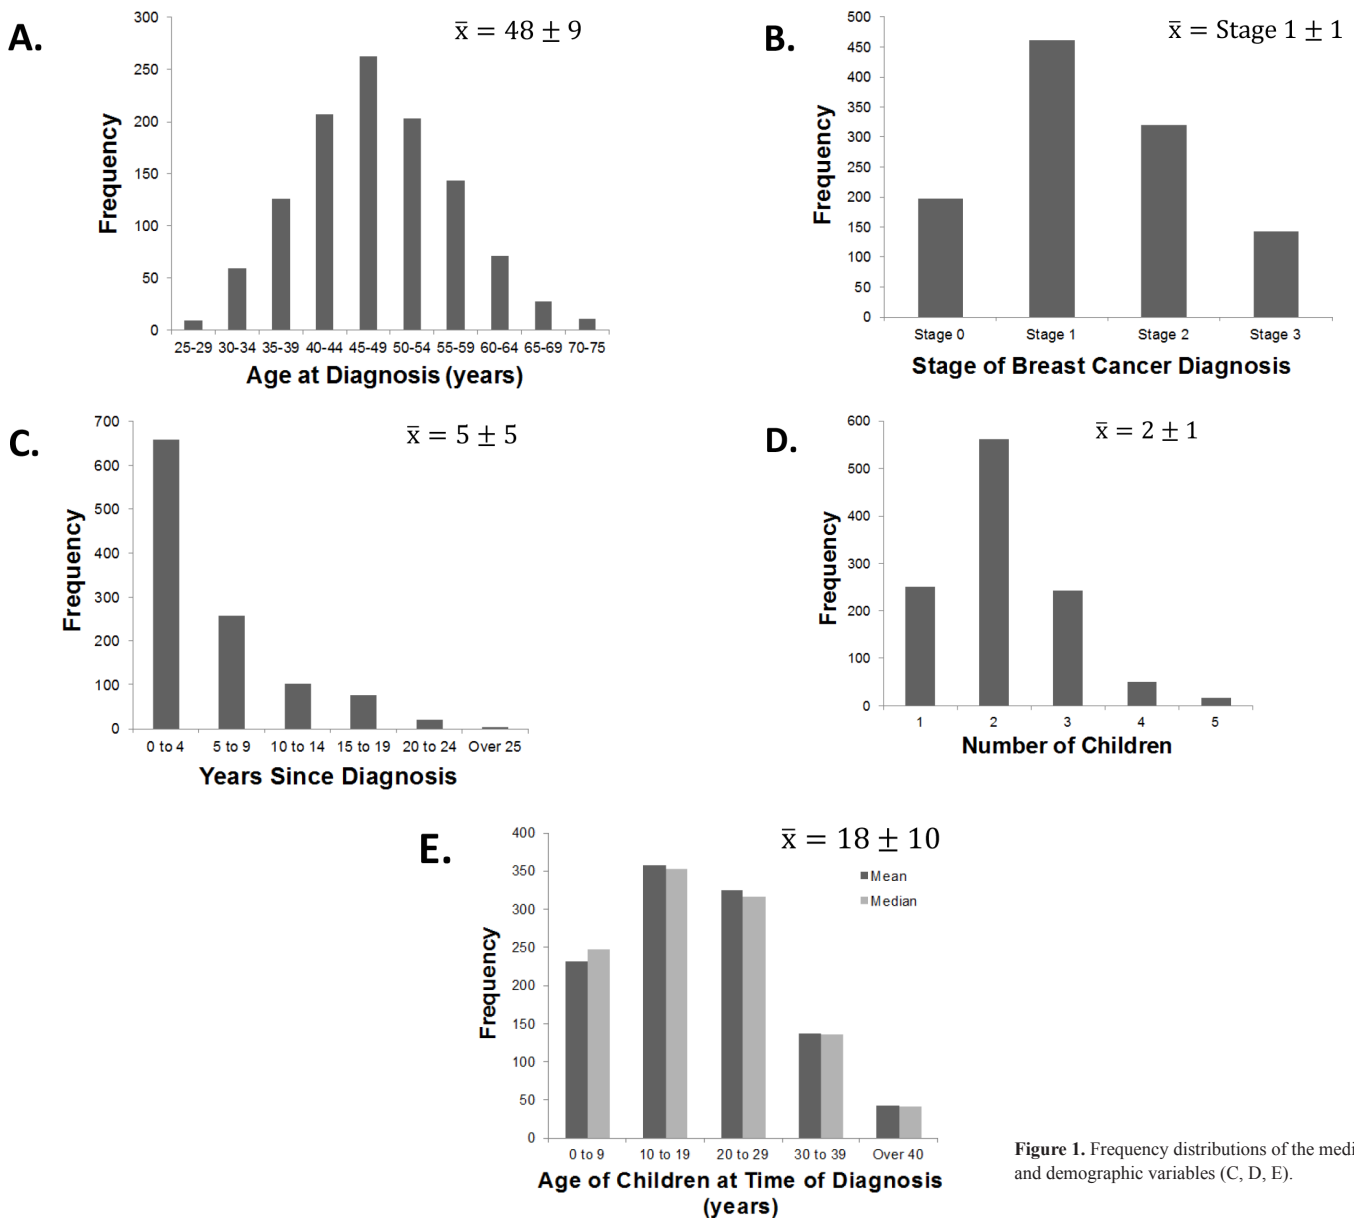 A.
x̄ = 48 ± 9
300
250
200
150
100
50
0
Frequency
25-29 30-34 35-39 40-44 45-49 50-54 55-59 60-64 65-69 70-75
Age at Diagnosis (years)
B.
x̄ = Stage 1 ± 1
500
450
400
350
300
250
200
150
100
50
0
Frequency
Stage 0 Stage 1 Stage 2 Stage 3
Stage of Breast Cancer Diagnosis
C.
x̄ = 5 ± 5
700
600
500
400
300
200
100
0
Frequency
0 to 4 5 to 9 10 to 14 15 to 19 20 to 24 Over 25
Years Since Diagnosis
D.
x̄ = 2 ± 1
600
500
400
300
200
100
0
Frequency
1 2 3 4 5
Number of Children
E.
x̄ = 18 ± 10
Mean
Median
400
350
300
250
200
150
100
50
0
Frequency
0 to 9 10 to 19 20 to 29 30 to 39 Over 40
Age of Children at Time of Diagnosis
(years)
Figure 1. Frequency distributions of the medi
and demographic variables (C, D, E).